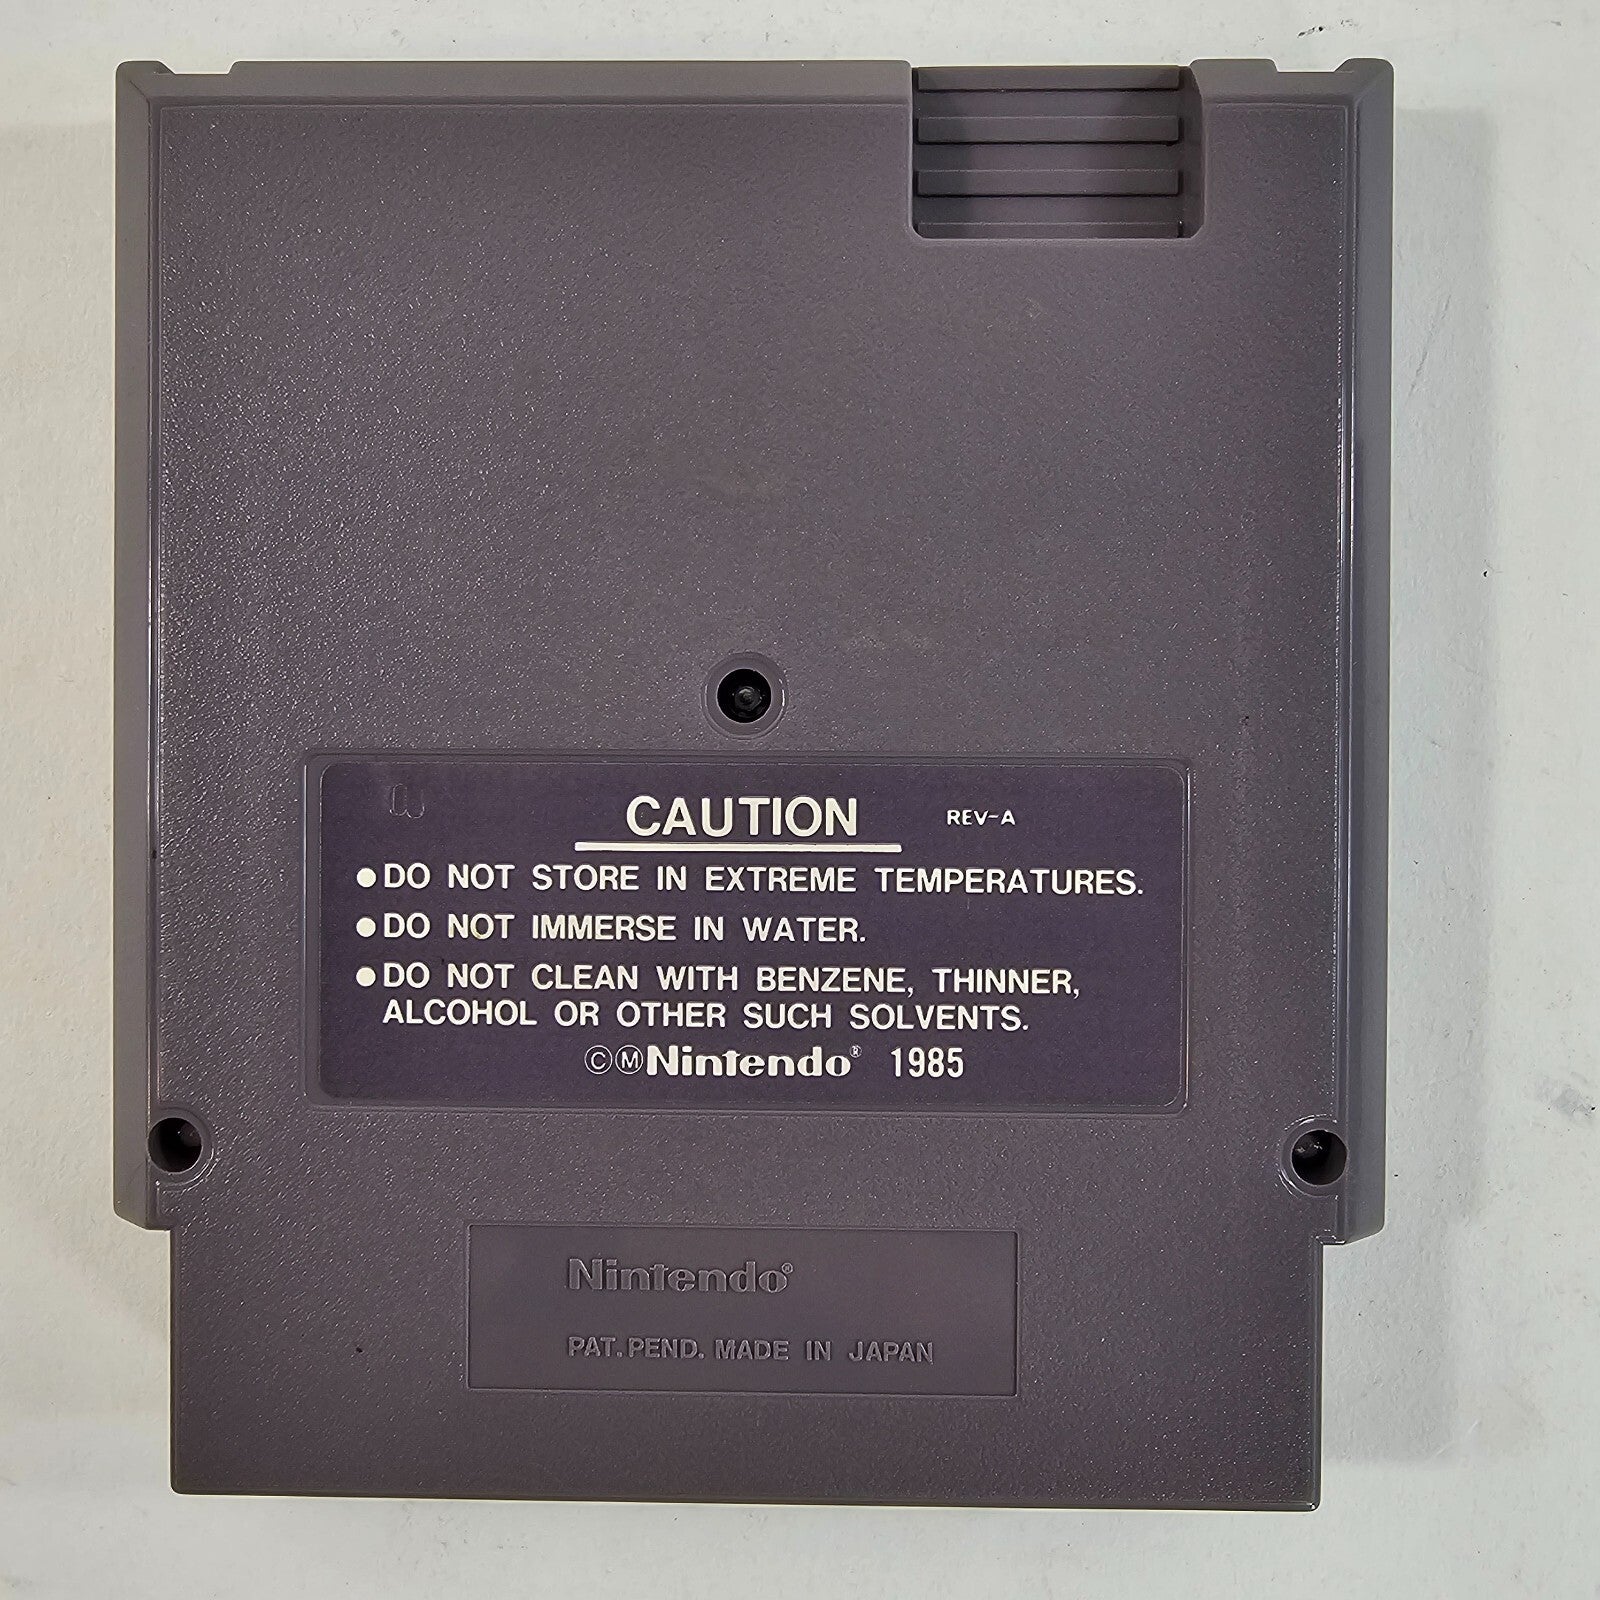 CAUTION REV-A
●DO NOT STORE IN EXTREME TEMPERATURES.
●DO NOT IMMERSE IN WATER.
●DO NOT CLEAN WITH BENZENE, THINNER,
ALCOHOL OR OTHER SUCH SOLVENTS.
ⒸⓂNintendo® 1985
Nintendo®
PAT. PEND. MADE IN JAPAN